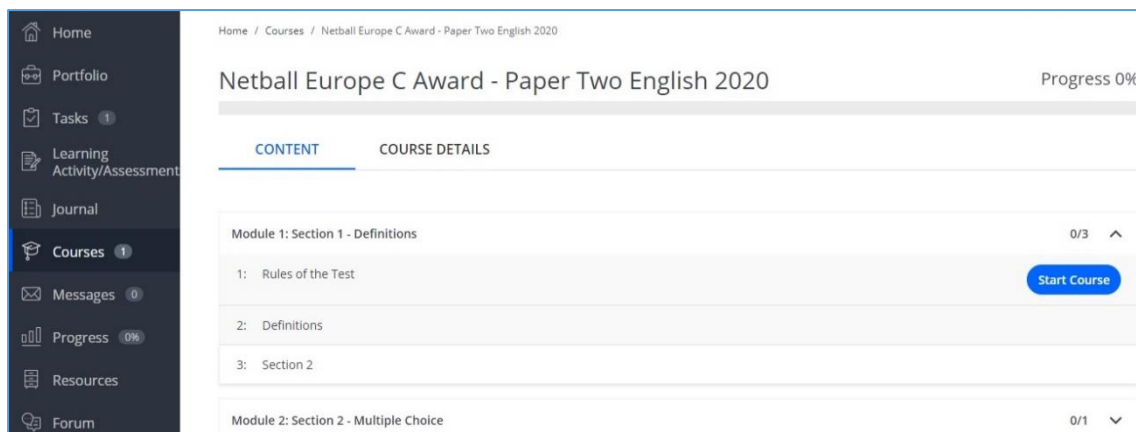 Home
Portfolio
Tasks 1
Learning
Activity/Assessment
Journal
Courses 1
Messages 0
Progress 0%
Resources
Forum
Home / Courses / Netball Europe C Award - Paper Two English 2020
Netball Europe C Award - Paper Two English 2020 Progress 0%
CONTENT COURSE DETAILS
Module 1: Section 1 - Definitions 0/3
1: Rules of the Test Start Course
2: Definitions
3: Section 2
Module 2: Section 2 - Multiple Choice 0/1